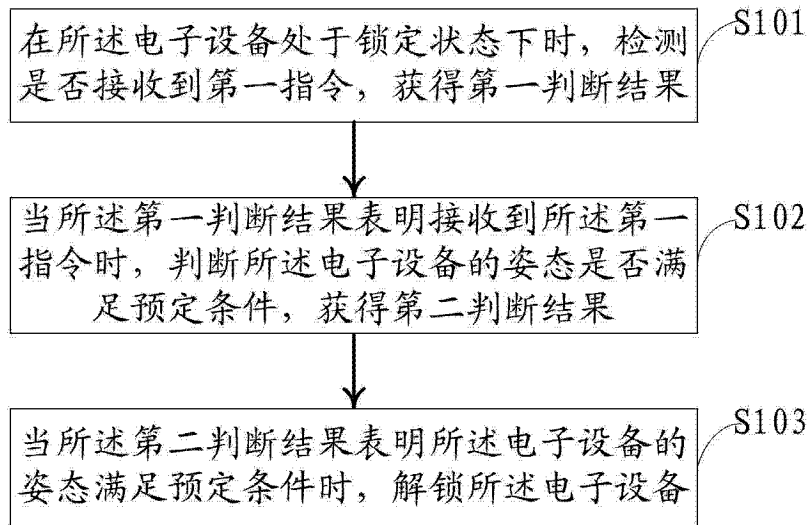 在所述电子设备处于锁定状态下时，检测
是否接收到第一指令，获得第一判断结果
S101
当所述第一判断结果表明接收到所述第一
指令时，判断所述电子设备的姿态是否满
足预定条件，获得第二判断结果
S102
当所述第二判断结果表明所述电子设备的
姿态满足预定条件时，解锁所述电子设备
S103